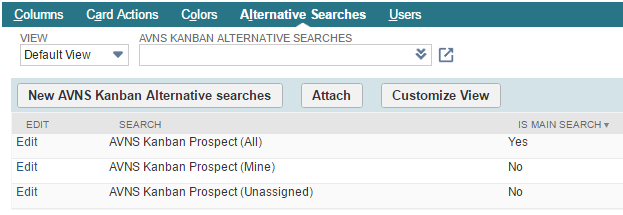 Columns Card Actions Colors Alternative Searches Users
VIEW AVNS KANBAN ALTERNATIVE SEARCHES
Default View
New AVNS Kanban Alternative searches Attach Customize View
EDIT SEARCH IS MAIN SEARCH
Edit AVNS Kanban Prospect (All) Yes
Edit AVNS Kanban Prospect (Mine) No
Edit AVNS Kanban Prospect (Unassigned) No